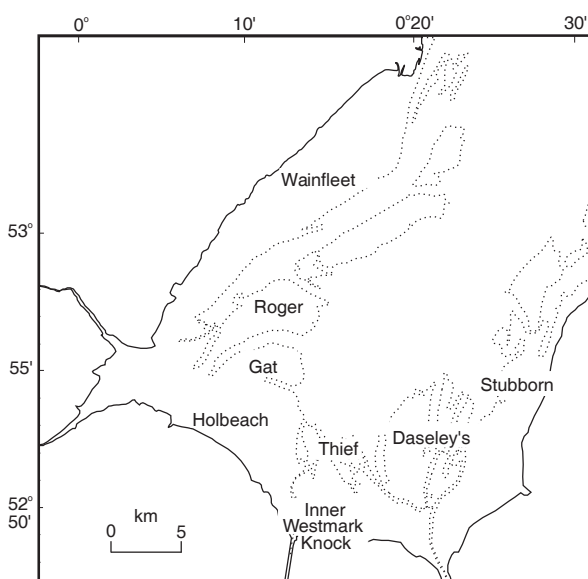 0° 10' 0°20' 30'
Wainfleet
53°
Roger
Gat
55'
Stubborn
Holbeach
Daseley's
Thief
52°
50'
Inner
Westmark
Knock
km
0 5